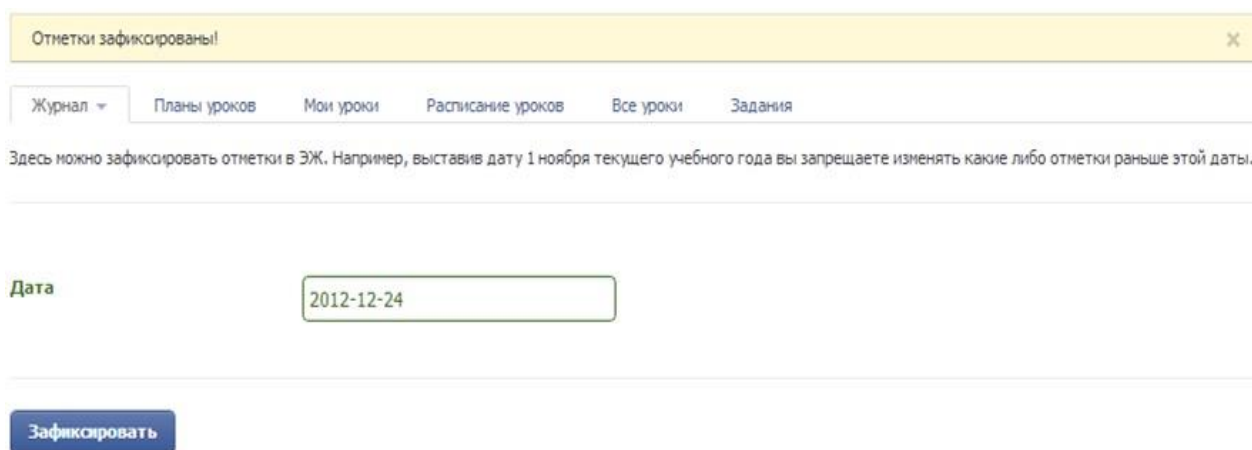 Отметки зафиксированы!
Журнал Планы уроков Мои уроки Расписание уроков Все уроки Задания
Здесь можно зафиксировать отметки в ЭЖ. Например, выставив дату 1 ноября текущего учебного года вы запрещаете изменять какие либо отметки раньше этой даты.
Дата 2012-12-24
Зафиксировать